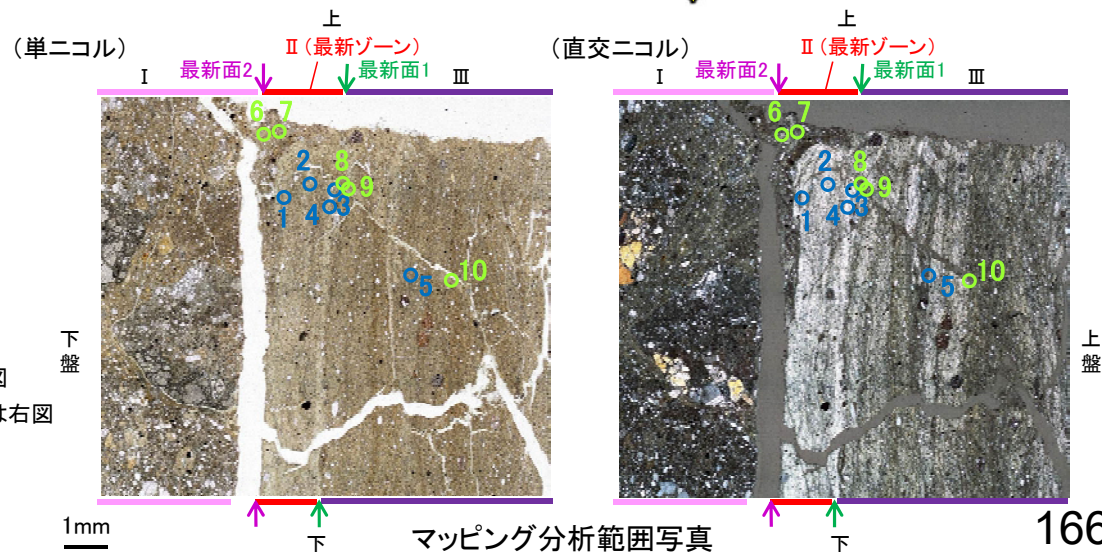 上
(単ニコル)
Ⅱ(最新ゾーン)
Ⅰ
最新面2
最新面1
Ⅲ
6 7
2
8
9
1
4
3
5
10
下
盤
図
は右図
下
1mm
上
(直交ニコル)
Ⅱ(最新ゾーン)
Ⅰ
最新面2
最新面1
Ⅲ
6 7
2
8
9
1
4
3
5
10
上
盤
下
マッピング分析範囲写真
166